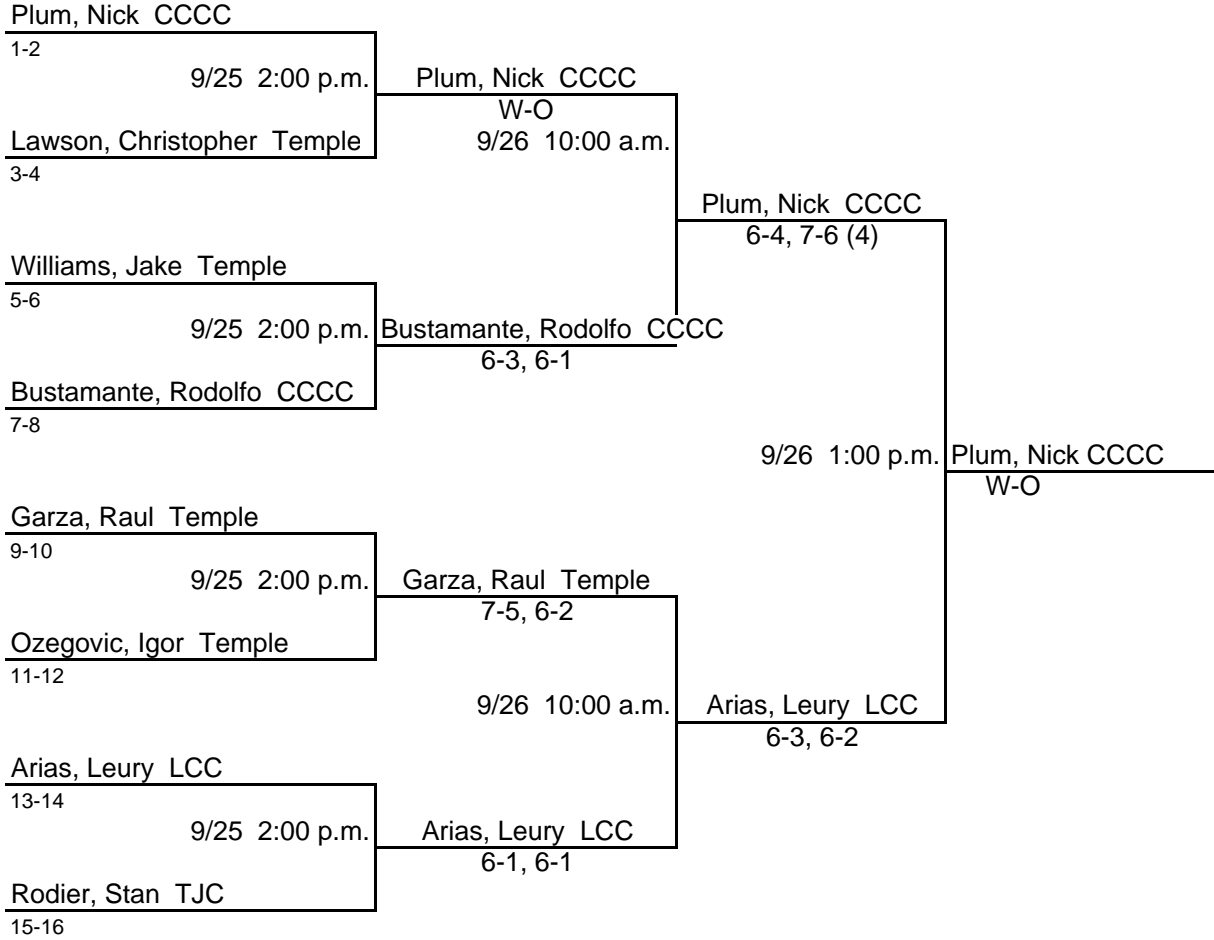 Plum, Nick  CCCC
1-2
9/25  2:00 p.m.
Plum, Nick  CCCC
W-O
Lawson, Christopher  Temple
9/26  10:00 a.m.
3-4
Plum, Nick  CCCC
6-4, 7-6 (4)
Williams, Jake  Temple
5-6
9/25  2:00 p.m.
Bustamante, Rodolfo  CCCC
6-3, 6-1
Bustamante, Rodolfo  CCCC
7-8
9/26  1:00 p.m.
Plum, Nick CCCC
W-O
Garza, Raul  Temple
9-10
9/25  2:00 p.m.
Garza, Raul  Temple
7-5, 6-2
Ozegovic, Igor  Temple
11-12
9/26  10:00 a.m.
Arias, Leury  LCC
6-3, 6-2
Arias, Leury  LCC
13-14
9/25  2:00 p.m.
Arias, Leury  LCC
6-1, 6-1
Rodier, Stan  TJC
15-16